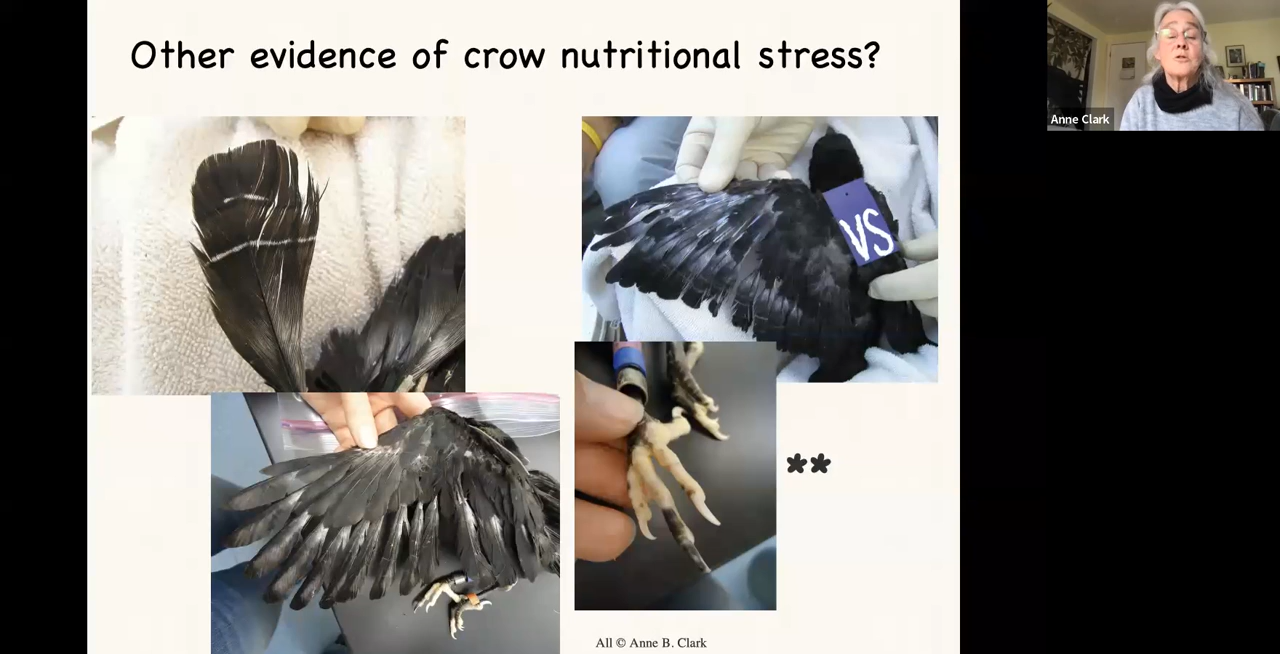 Other evidence of crow nutritional stress?
Anne Clark
VS
**
All © Anne B. Clark